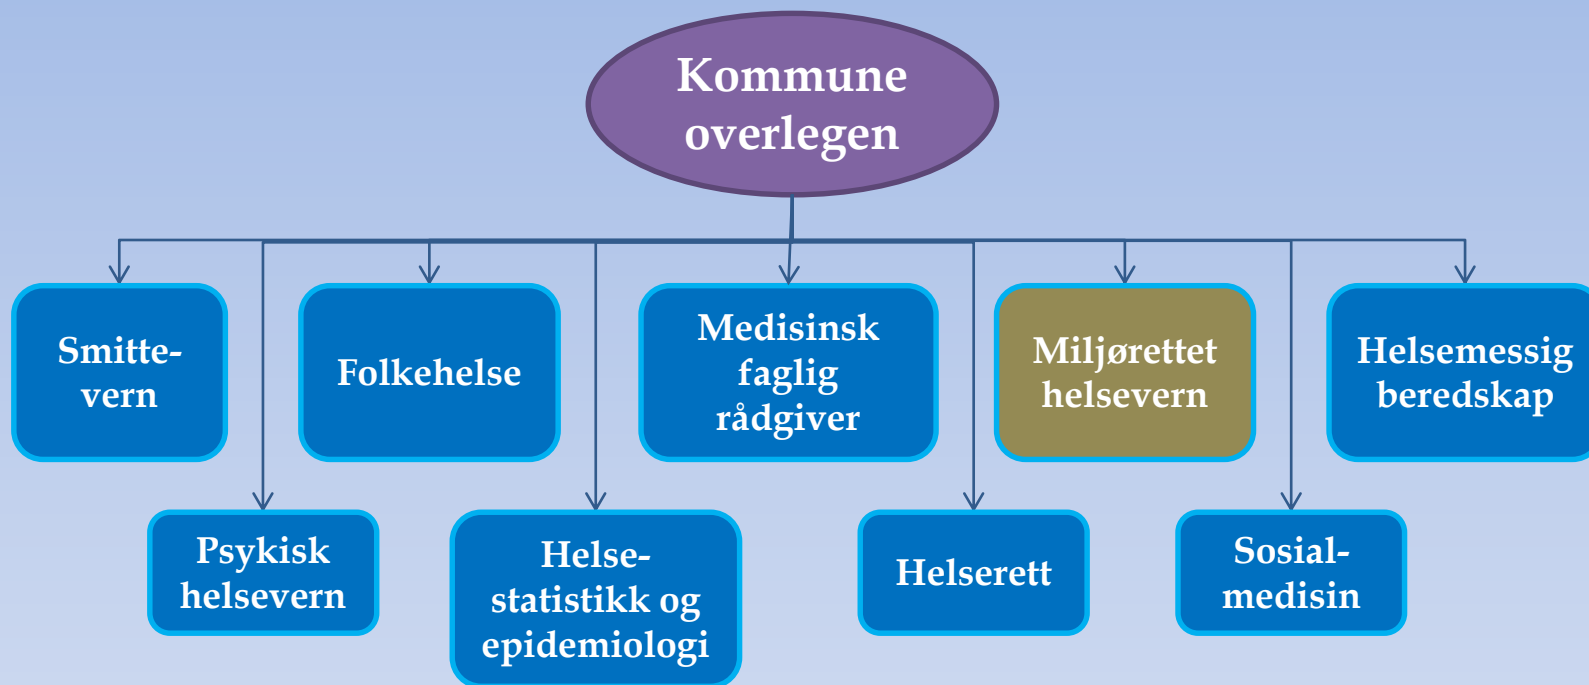 Kommune
overlegen
Smitte-
vern
Folkehelse
Medisinsk
faglig
rådgiver
Miljørettet
helsevern
Helsemessig
beredskap
Psykisk
helsevern
Helse-
statistikk og
epidemiologi
Helserett
Sosial-
medisin